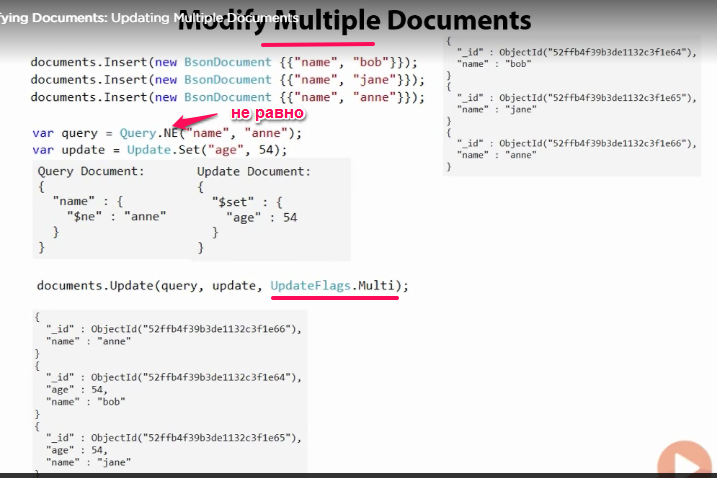 ifying Documents: Updating Multiple Documents
Modify Multiple Documents
documents.Insert(new BsonDocument {{"name", "bob"}});
documents.Insert(new BsonDocument {{"name", "jane"}});
documents.Insert(new BsonDocument {{"name", "anne"}});
{
"_id" : ObjectId("52ffb4f39b3de1132c3f1e64"),
"name" : "bob"
}
{
"_id" : ObjectId("52ffb4f39b3de1132c3f1e65"),
"name" : "jane"
}
{
"_id" : ObjectId("52ffb4f39b3de1132c3f1e66"),
"name" : "anne"
}
не равно
var query = Query.NE("name", "anne");
var update = Update.Set("age", 54);
Query Document:
{
"name" : {
"$ne" : "anne"
}
}
Update Document:
{
"$set" : {
"age" : 54
}
}
documents.Update(query, update, UpdateFlags.Multi);
{
"_id" : ObjectId("52ffb4f39b3de1132c3f1e66"),
"name" : "anne"
}
{
"_id" : ObjectId("52ffb4f39b3de1132c3f1e64"),
"age" : 54,
"name" : "bob"
}
{
"_id" : ObjectId("52ffb4f39b3de1132c3f1e65"),
"age" : 54,
"name" : "jane"
}